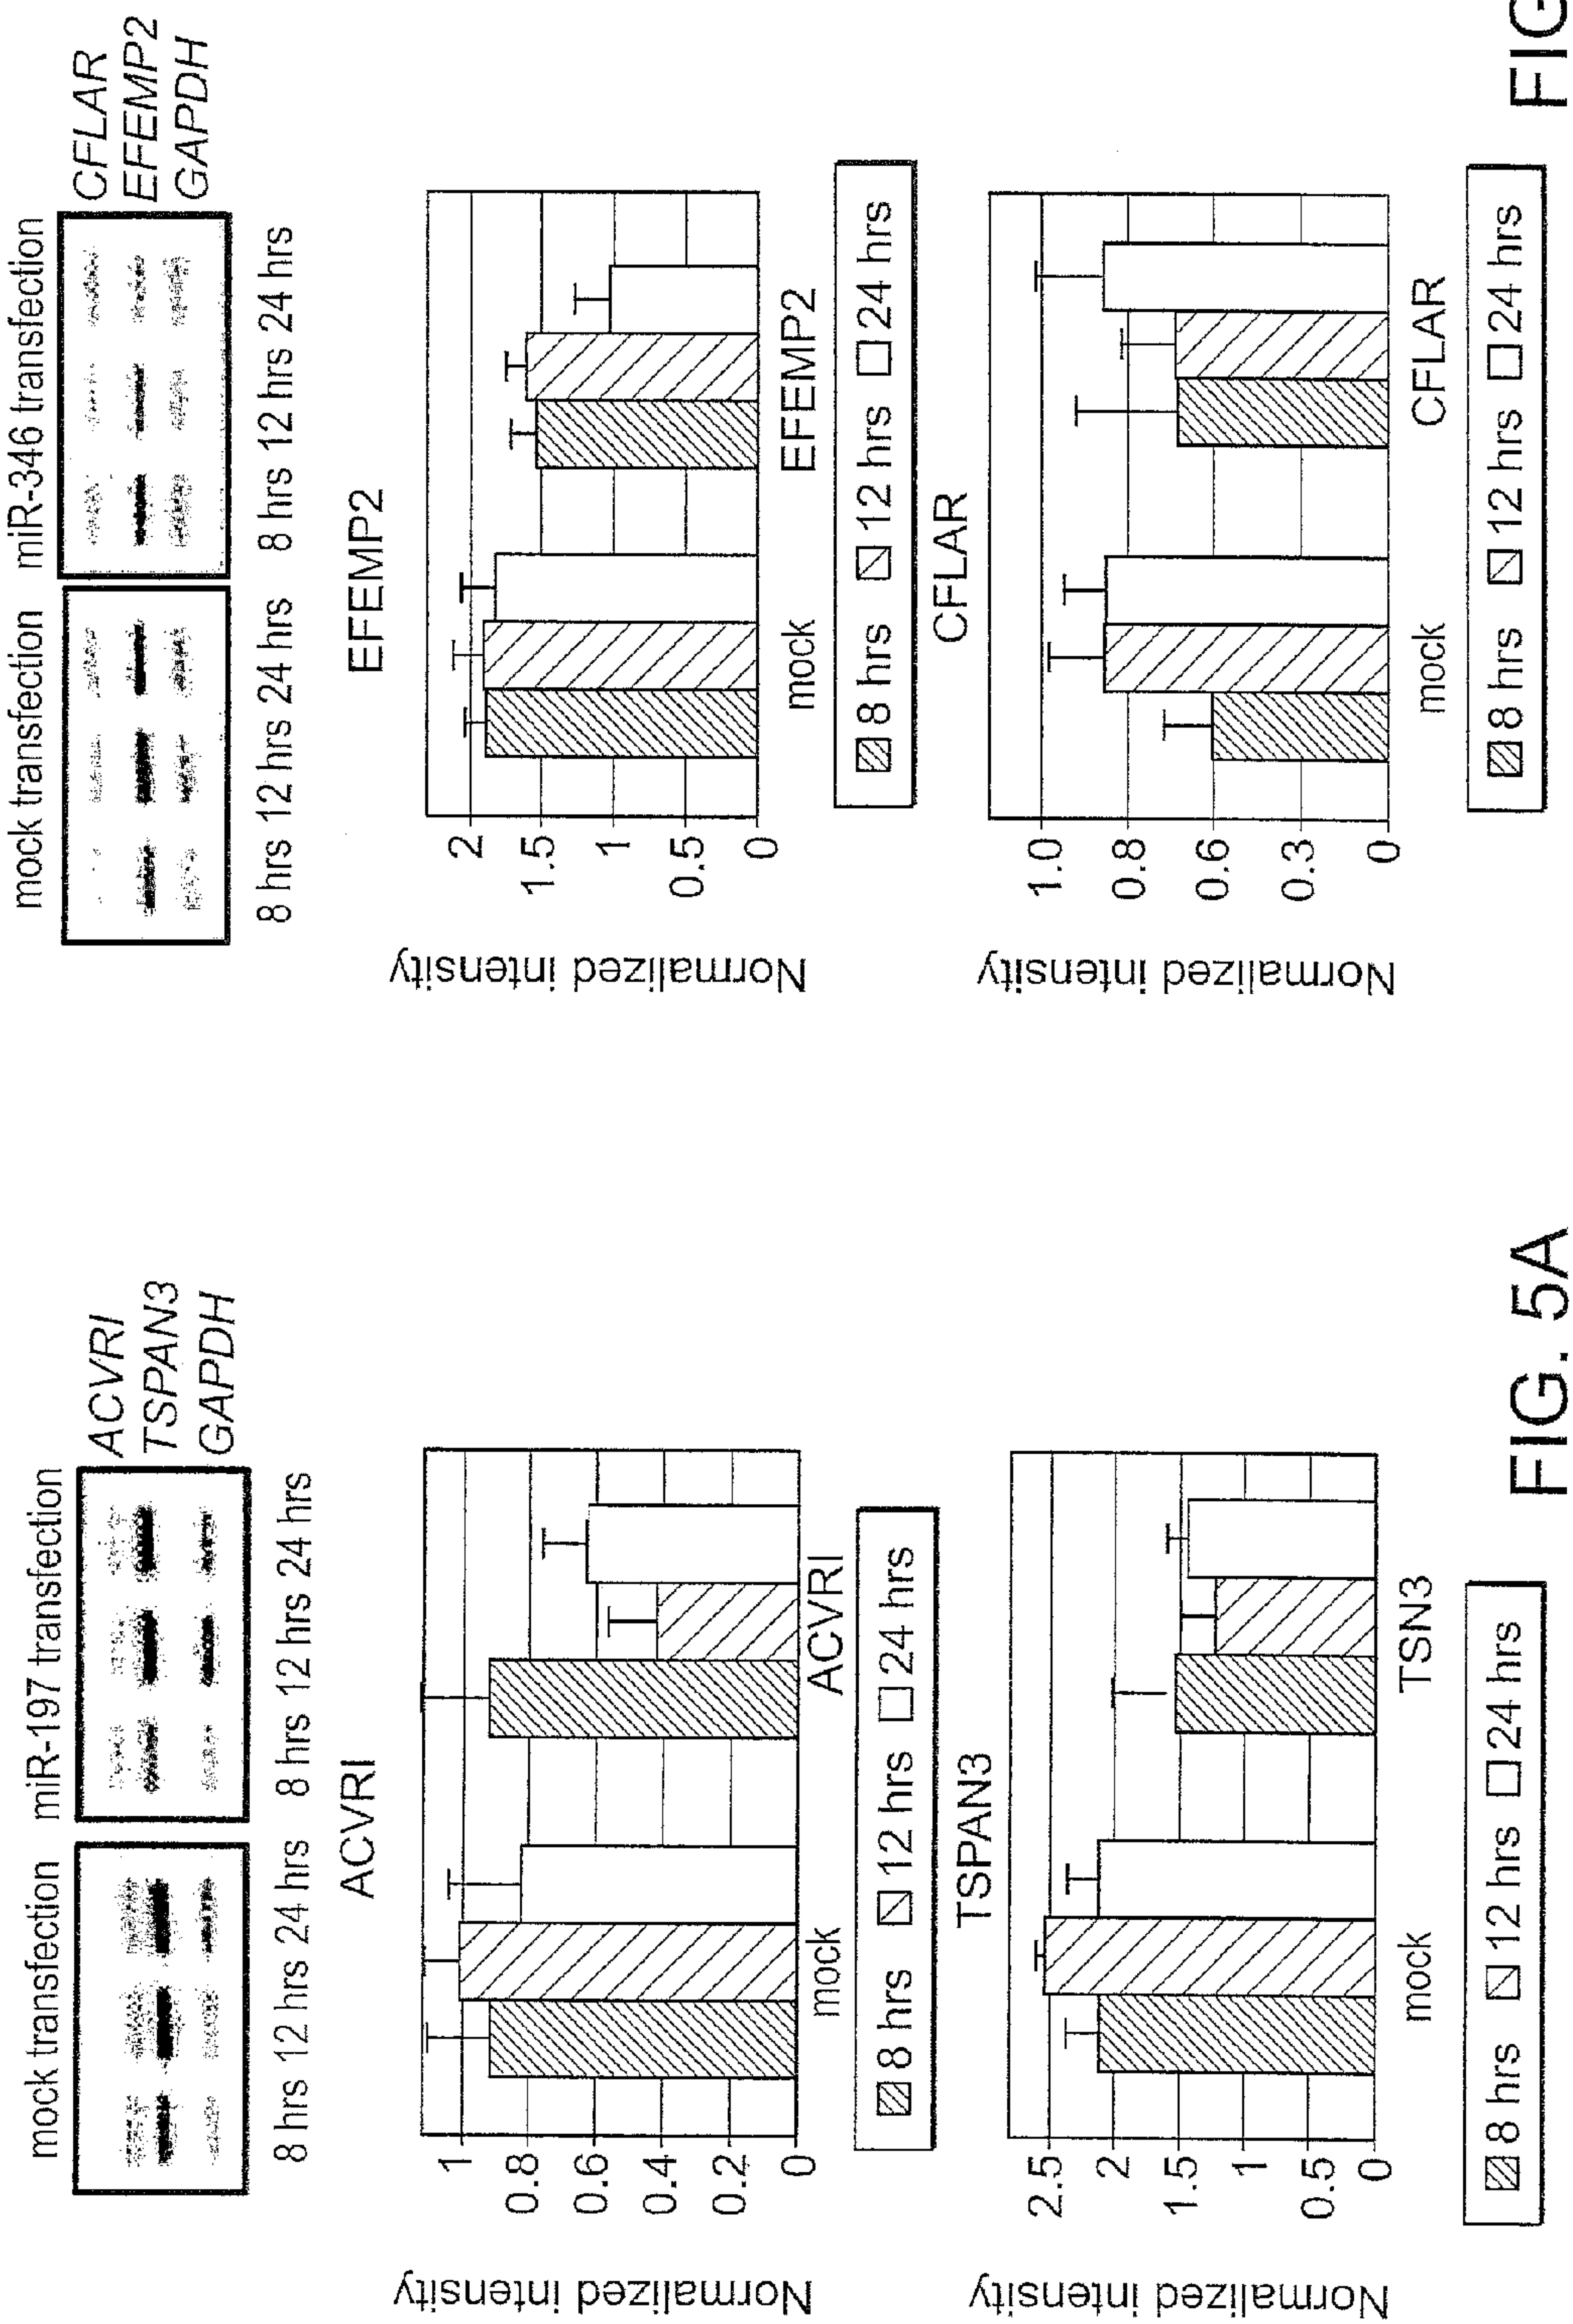 mock transfection miR-197 transfection
ACVRI
TSPAN3
GAPDH
8 hrs 12 hrs 24 hrs 8 hrs 12 hrs 24 hrs
ACVRI
Normalized intensity
1
0.8
0.6
0.4
0.2
0
mock ACVRI
8 hrs 12 hrs 24 hrs
TSPAN3
Normalized intensity
2.5
2
1.5
1
0.5
0
mock TSN3
8 hrs 12 hrs 24 hrs
FIG. 5A
mock transfection miR-346 transfection
CFLAR
EFEMP2
GAPDH
8 hrs 12 hrs 24 hrs 8 hrs 12 hrs 24 hrs
EFEMP2
Normalized intensity
2
1.5
1
0.5
0
mock EFEMP2
8 hrs 12 hrs 24 hrs
CFLAR
Normalized intensity
1.0
0.8
0.6
0.3
0
mock CFLAR
8 hrs 12 hrs 24 hrs
FIG